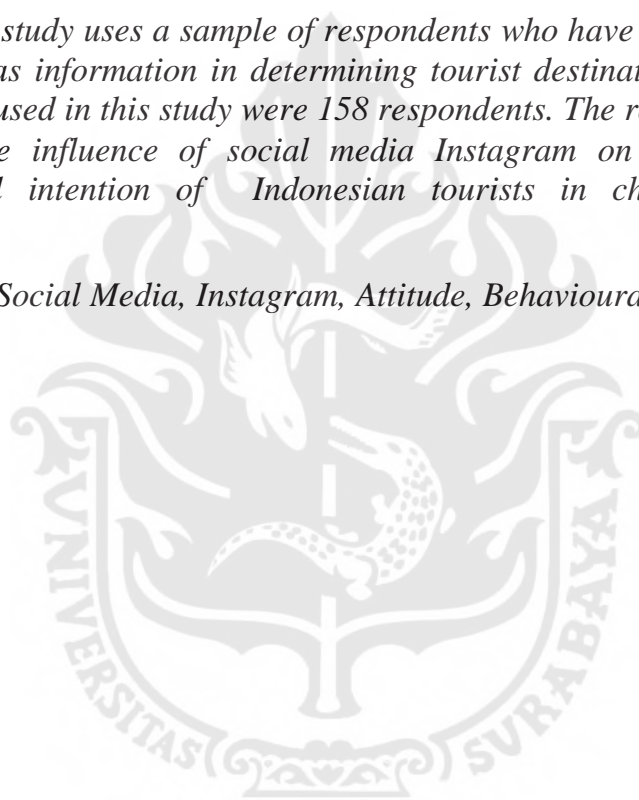 study uses a sample of respondents who have
as information in determining tourist destinat
used in this study were 158 respondents. The r
e influence of social media Instagram on
l intention of Indonesian tourists in ch
Social Media, Instagram, Attitude, Behavioura
UNIVERSITAS SURABAYA